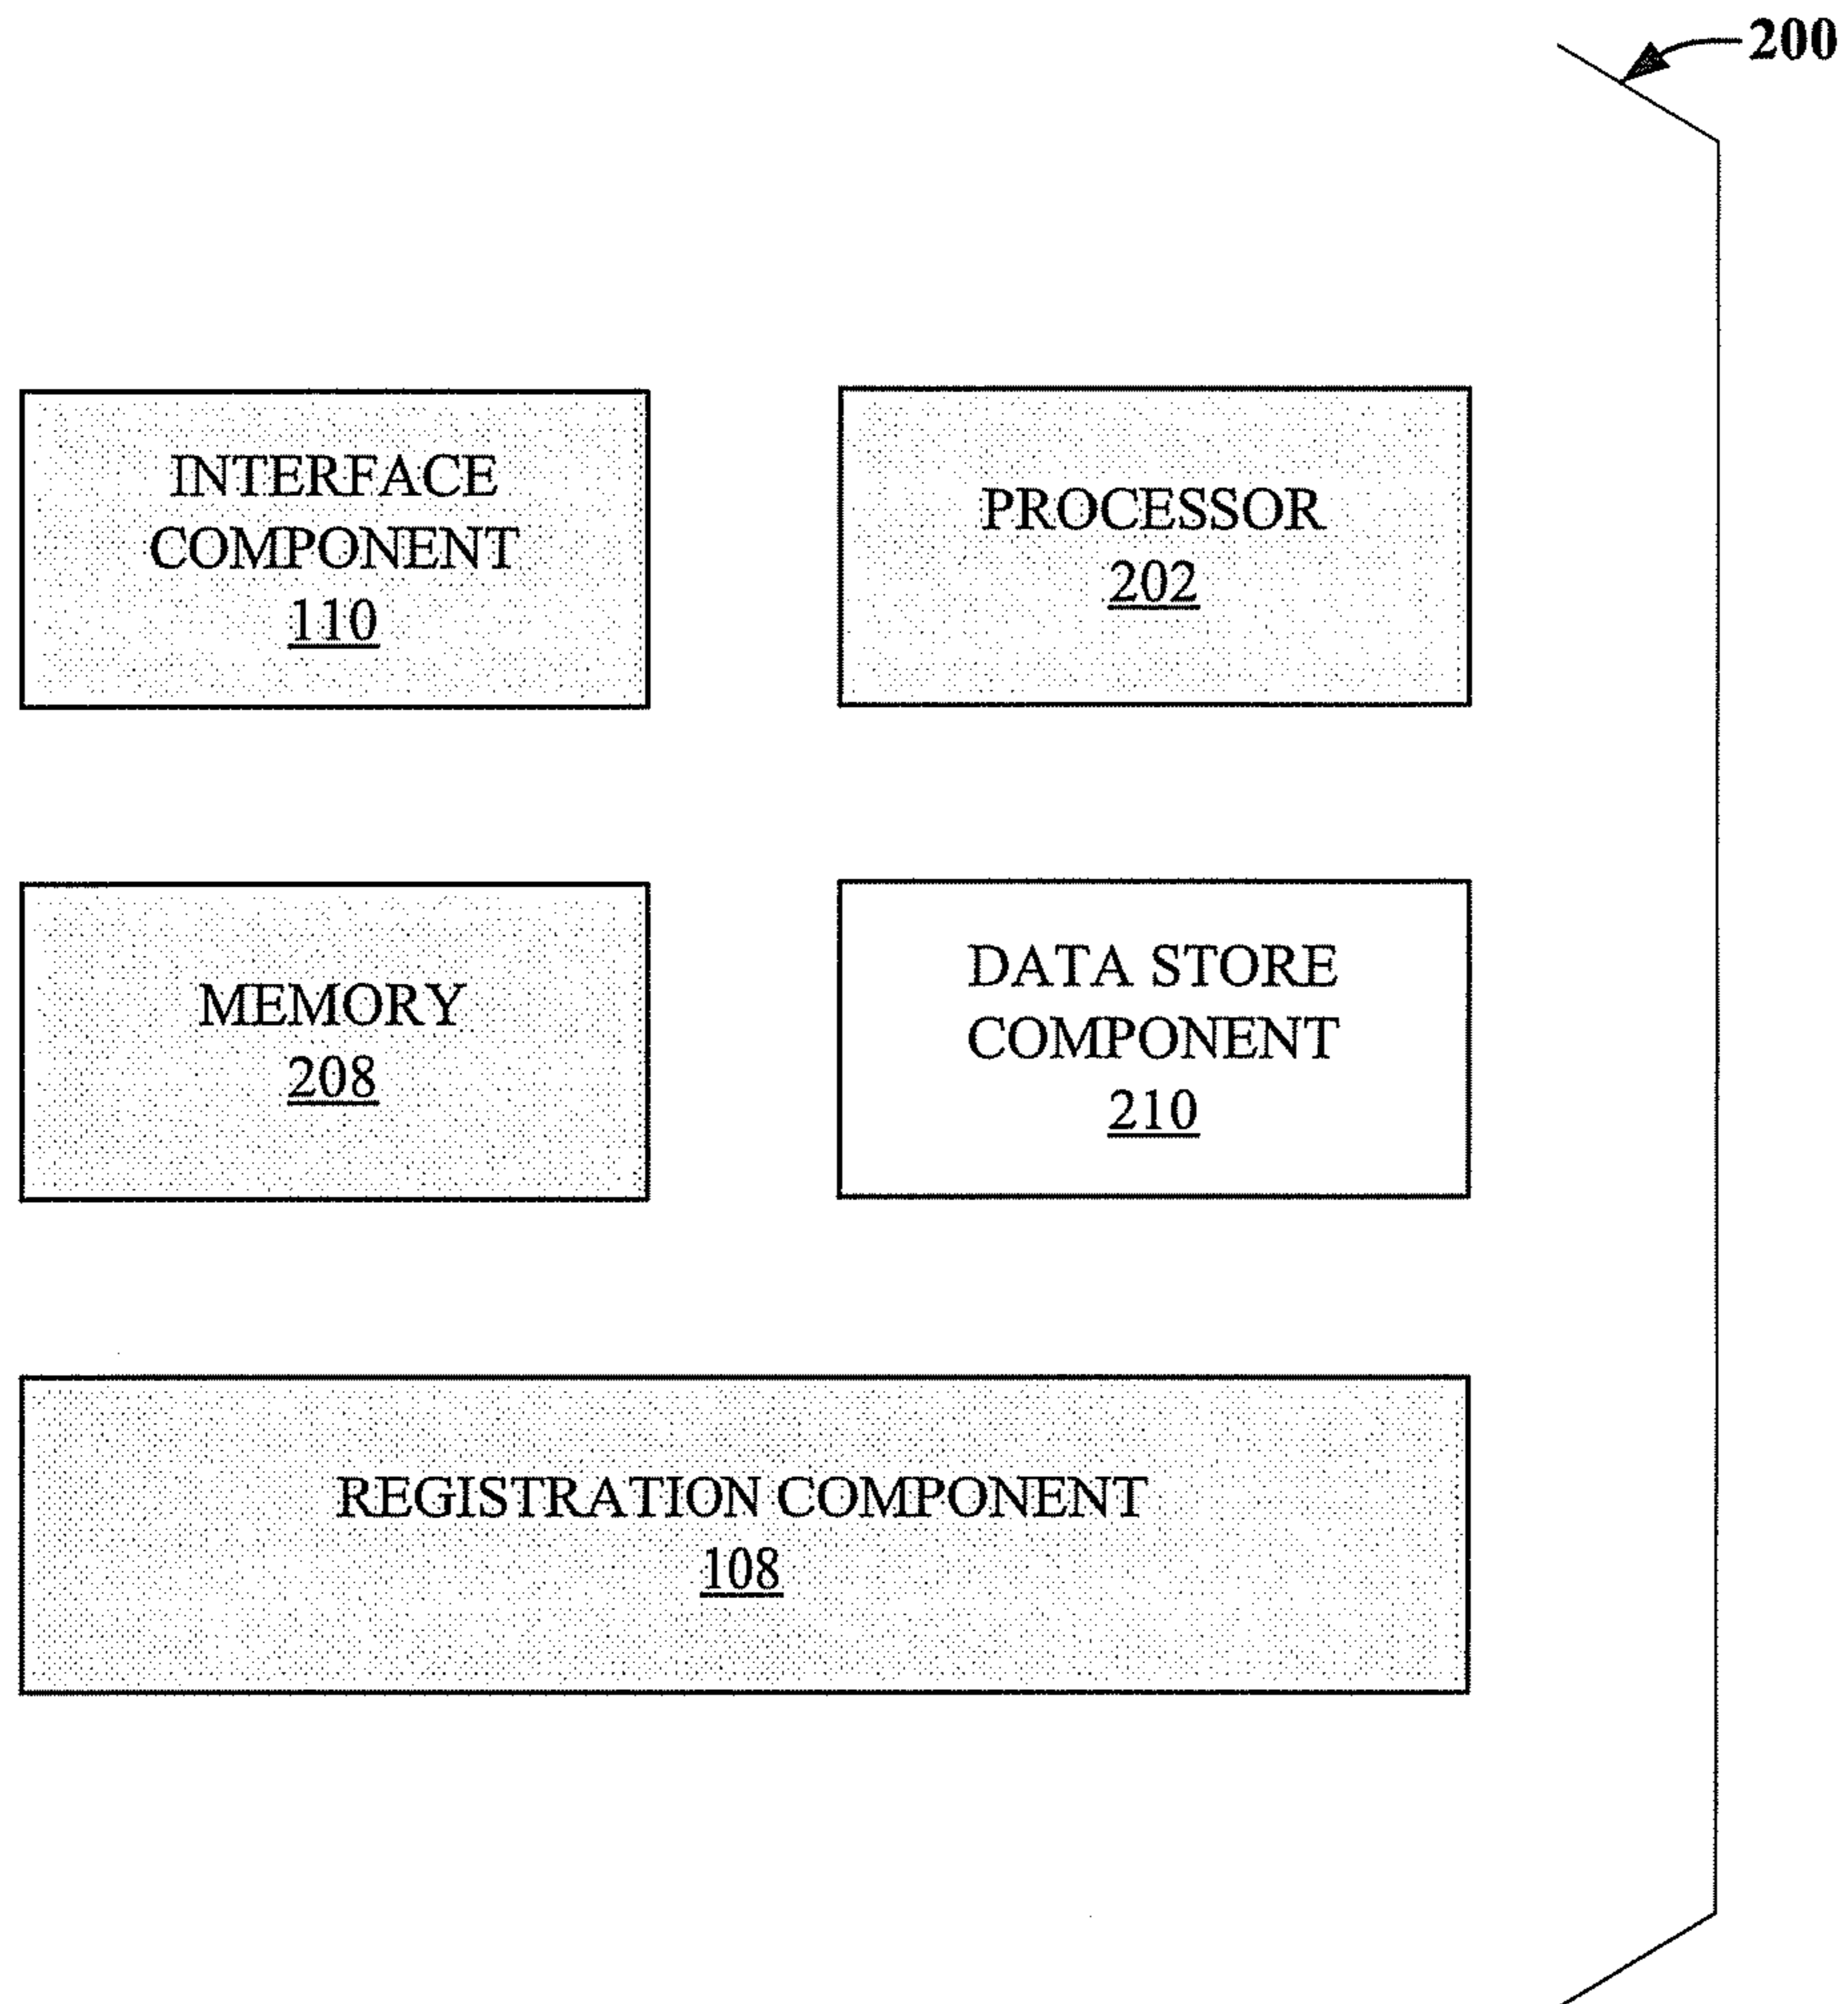 200
INTERFACE
COMPONENT
110
PROCESSOR
202
MEMORY
208
DATA STORE
COMPONENT
210
REGISTRATION COMPONENT
108